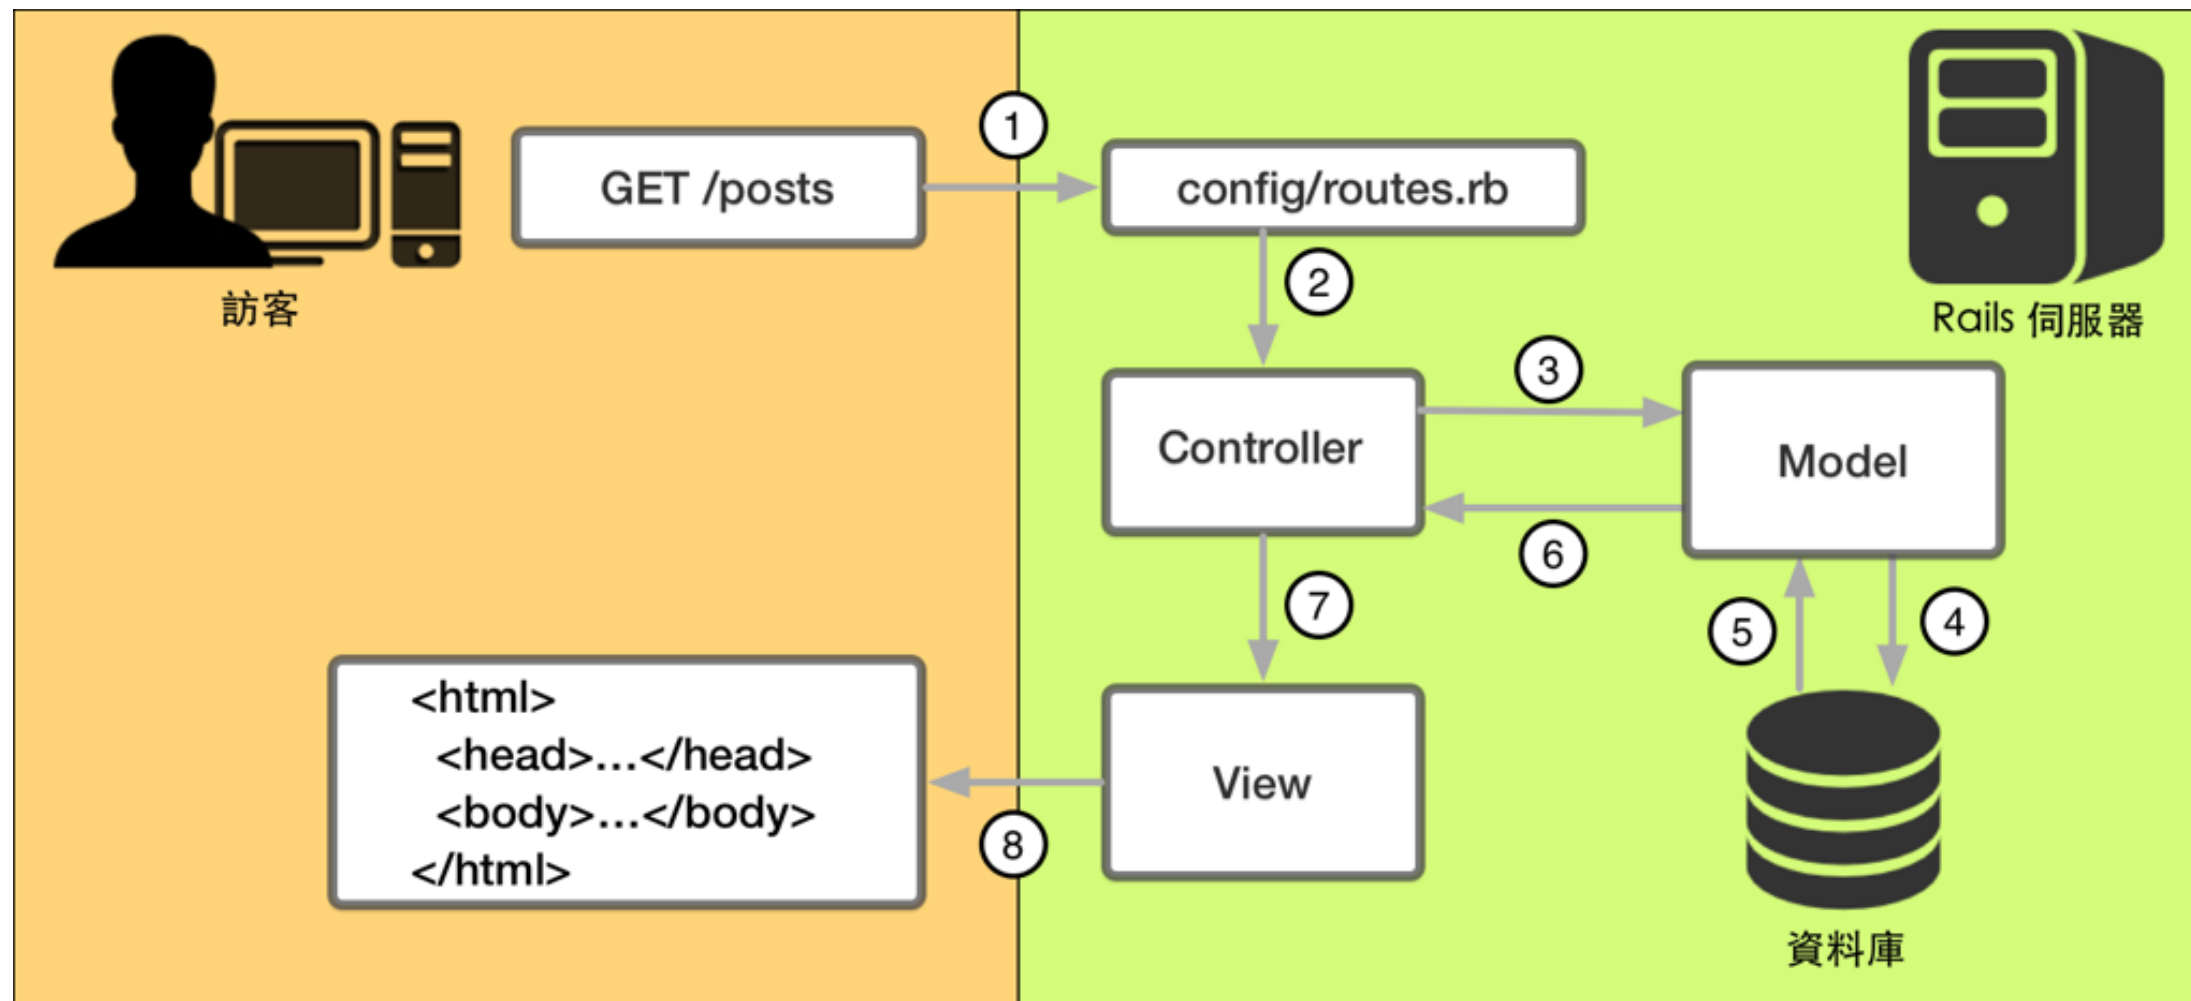 GET /posts
1
config/routes.rb
訪客
2
Rails 伺服器
3
Controller
Model
6
7
5
4
<html>
<head>...</head>
<body>...</body>
</html>
View
8
資料庫